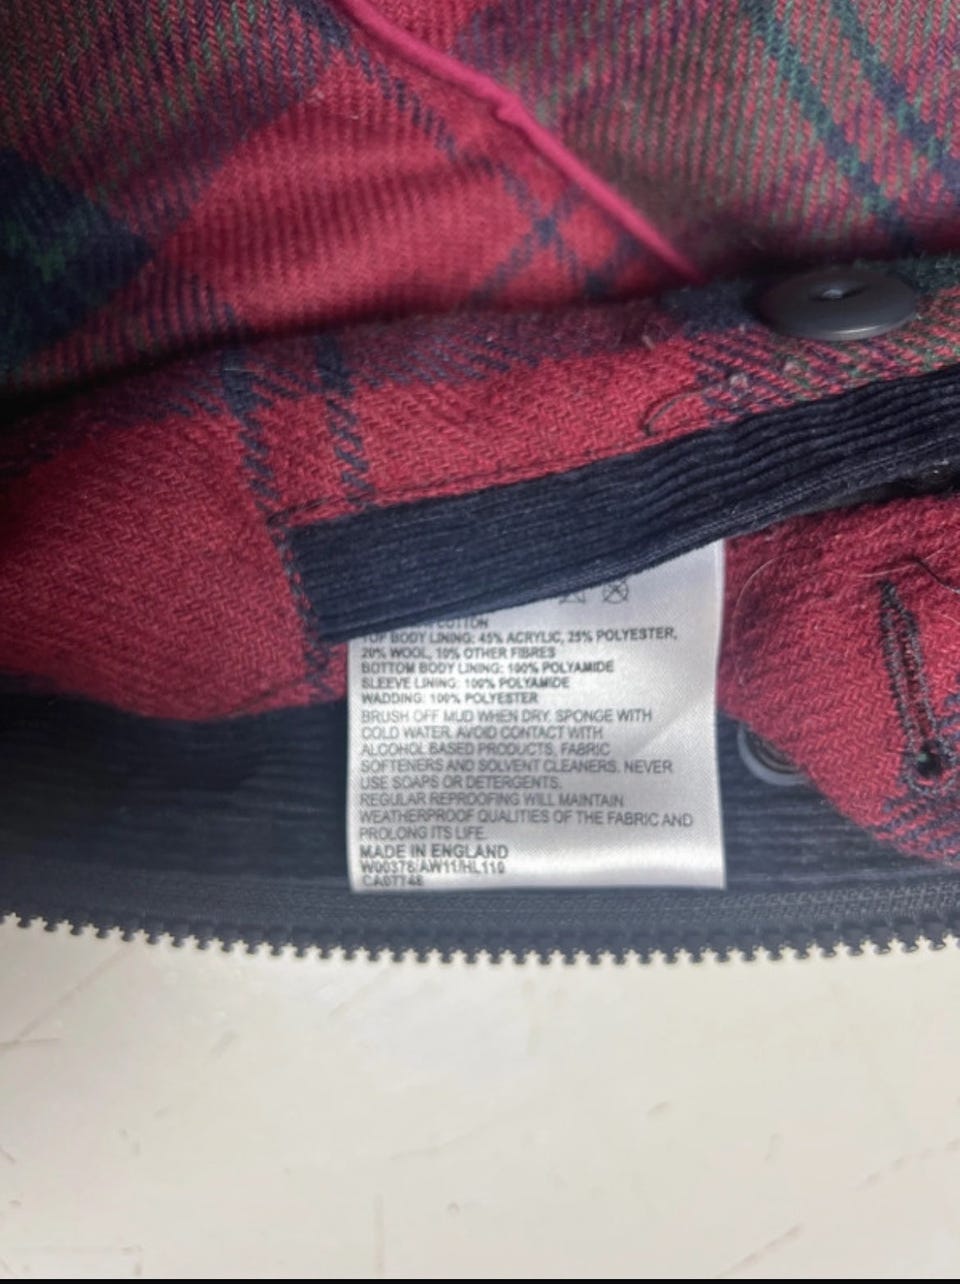 COTTON
TOP BODY LINING: 45% ACRYLIC, 25% POLYESTER,
20% WOOL, 10% OTHER FIBRES
BOTTOM BODY LINING: 100% POLYAMIDE
SLEEVE LINING: 100% POLYAMIDE
WADDING: 100% POLYESTER
BRUSH OFF MUD WHEN DRY. SPONGE WITH
COLD WATER. AVOID CONTACT WITH
ALCOHOL BASED PRODUCTS, FABRIC
SOFTENERS AND SOLVENT CLEANERS. NEVER
USE SOAPS OR DETERGENTS.
REGULAR REPROOFING WILL MAINTAIN
WEATHERPROOF QUALITIES OF THE FABRIC AND
PROLONG ITS LIFE.
MADE IN ENGLAND
W00378/AW11/HL110
CA07748